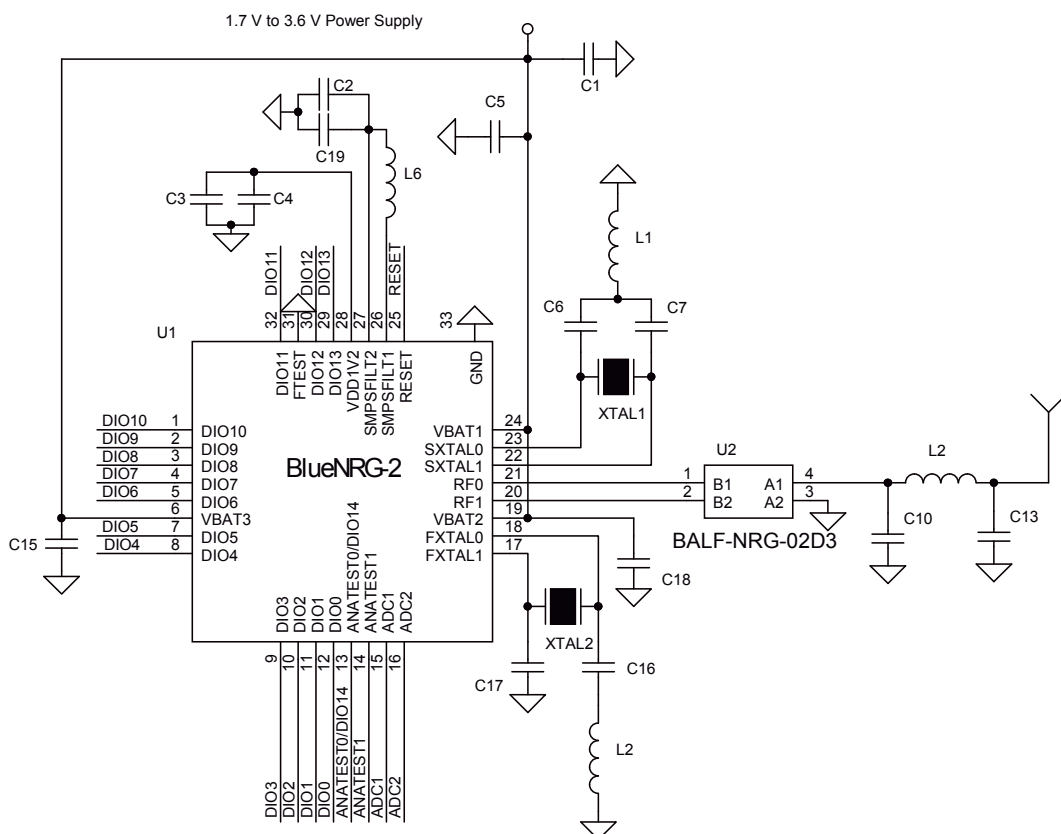 1.7 V to 3.6 V Power Supply
C1
C2
C5
C19
L6
C3
C4
L1
DIO11
DIO12
DIO13
RESET
C6
C7
U1
32
31
30
29
28
27
26
25
33
DIO11
FTEST
DIO12
DIO13
VDD1V2
SMPSFILT2
SMPSFILT1
RESET
GND
XTAL1
DIO10 1 DIO10
DIO9 2 DIO9
DIO8 3 DIO8
DIO7 4 DIO7
DIO6 5 DIO6
6 VBAT3
DIO5 7 DIO5
DIO4 8 DIO4
C15
BlueNRG-2
VBAT1 24
SXTAL0 23
SXTAL1 22
RF0 21
RF1 20
VBAT2 19
FXTAL0 18
FXTAL1 17
U2
1 B1 A1 4
2 B2 A2 3
BALF-NRG-02D3
L2
C10
C13
C18
XTAL2
C17
C16
L2
DIO3
DIO2
DIO1
DIO0
ANATEST0/DIO14
ANATEST1
ADC1
ADC2
9
10
11
12
13
14
15
16
DIO3
DIO2
DIO1
DIO0
ANATEST0/DIO14
ANATEST1
ADC1
ADC2